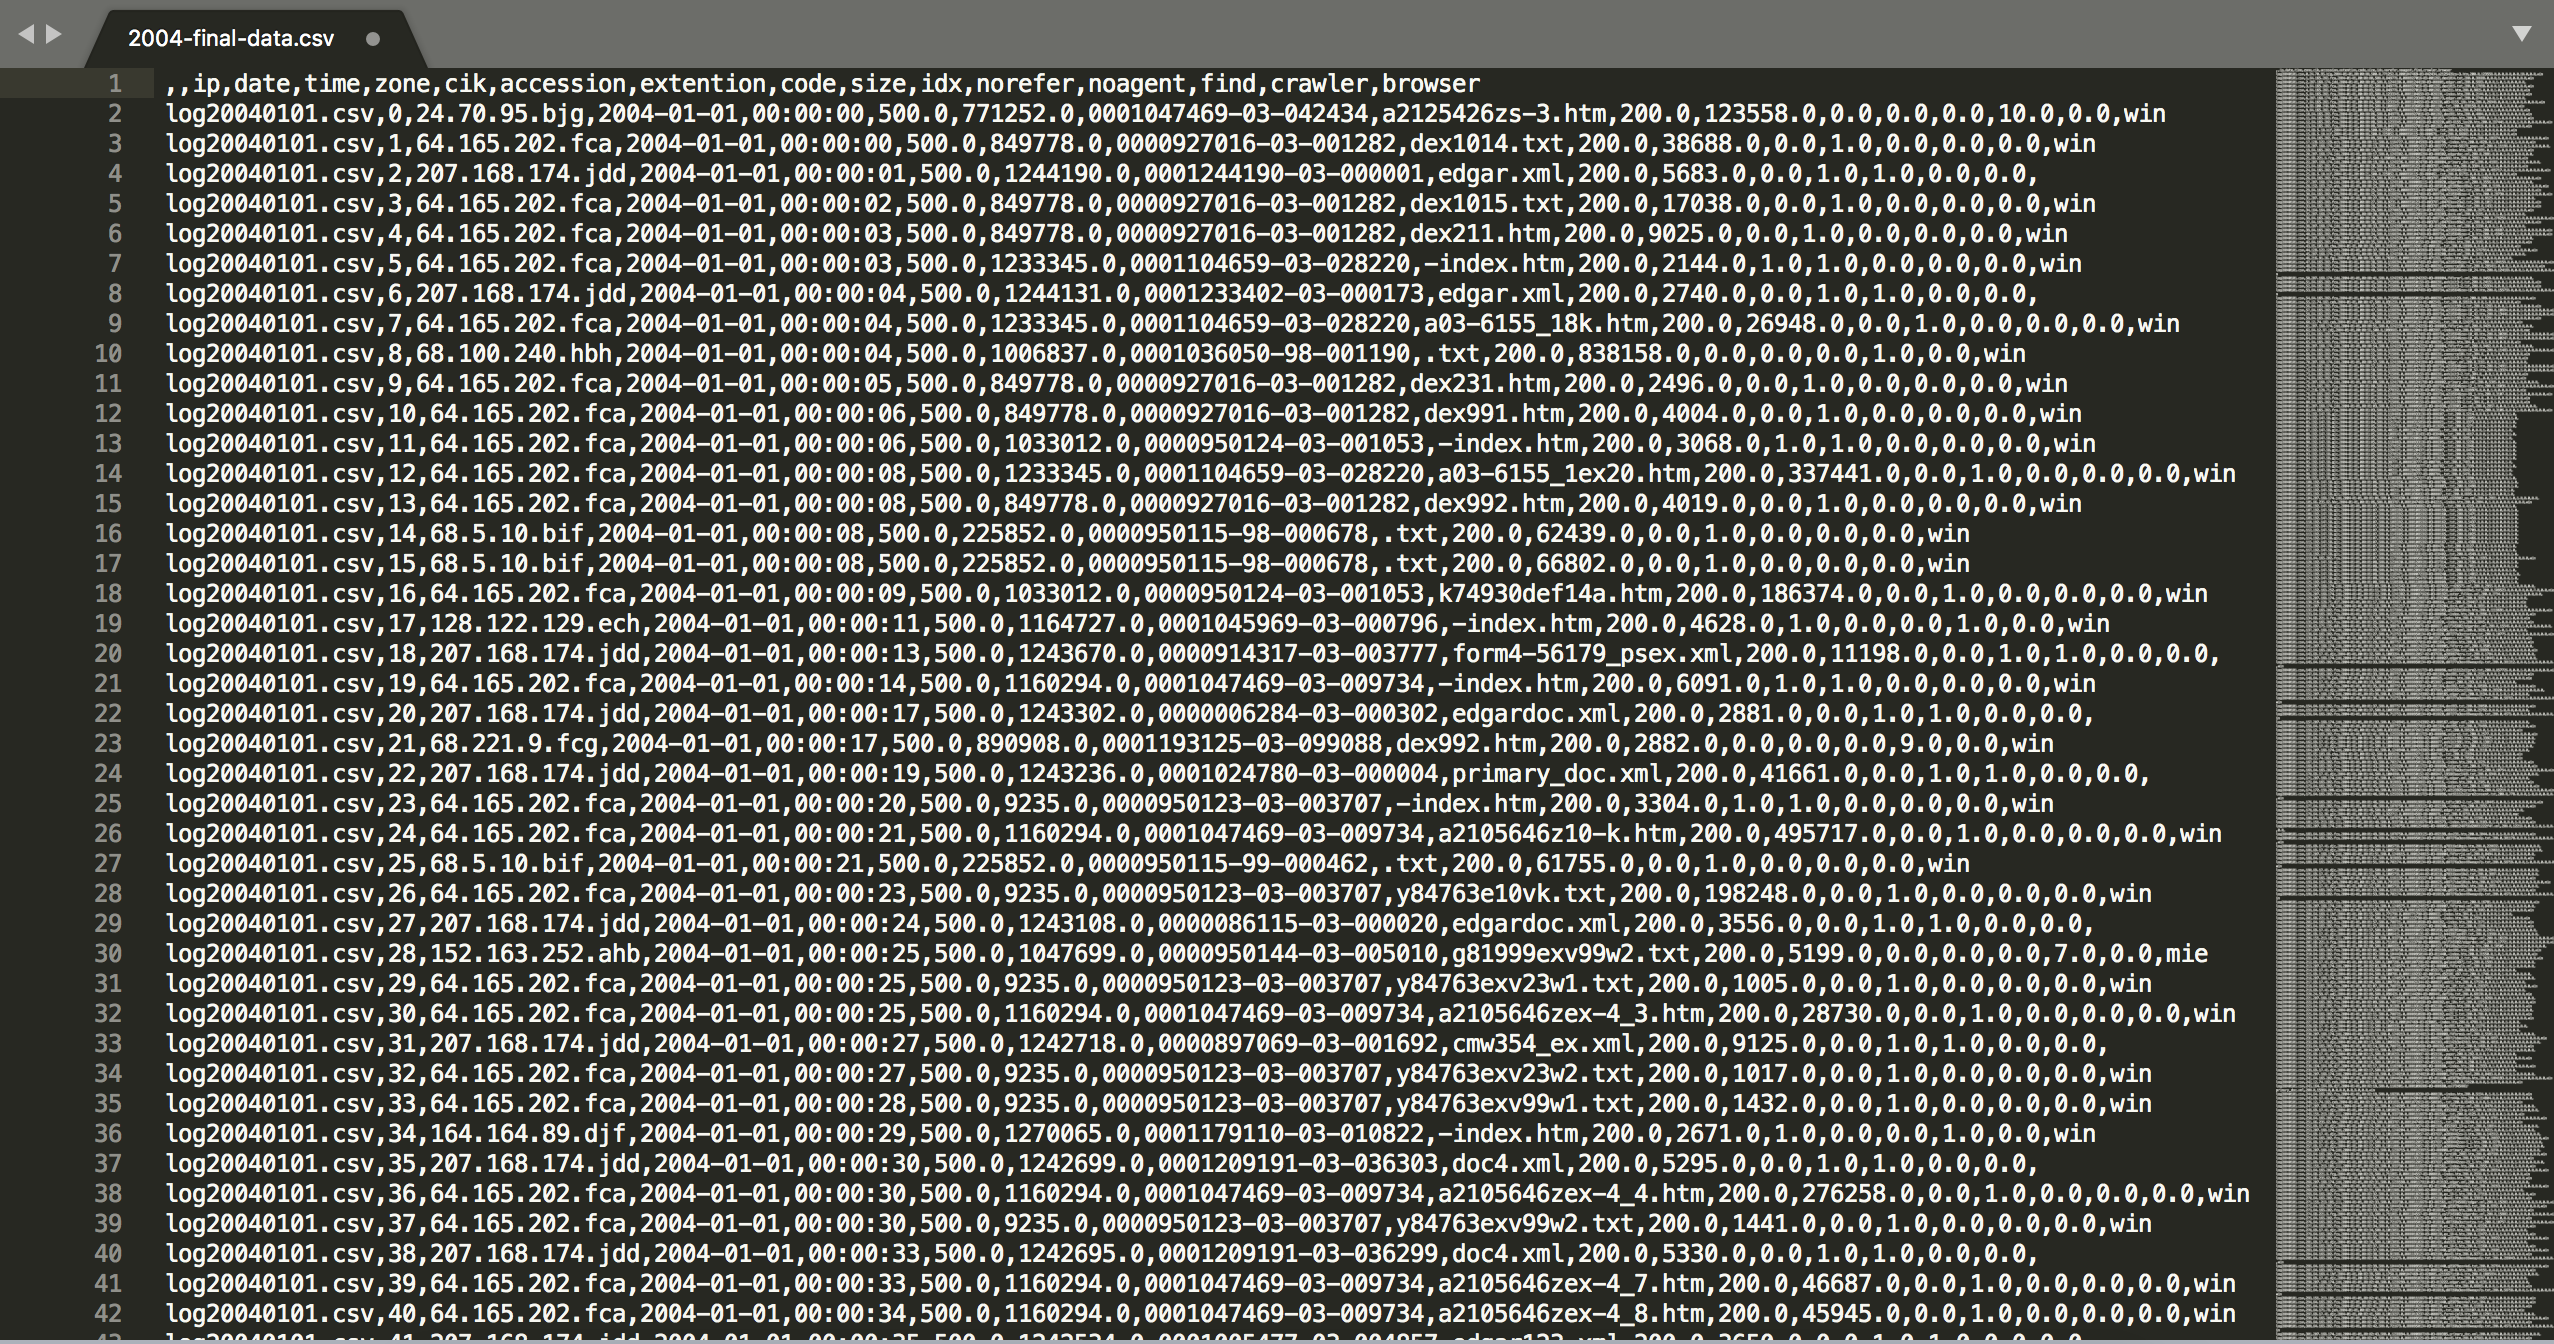 2004-final-data.csv
1 ,,ip,date,time,zone,cik,accession,extention,code,size,idx,norefer,noagent,find,crawler,browser
2 log20040101.csv,0,24.70.95.bjg,2004-01-01,00:00:00,500.0,771252.0,0001047469-03-042434,a2125426zs-3.htm,200.0,123558.0,0.0,0.0,0.0,10.0,0.0,win
3 log20040101.csv,1,64.165.202.fca,2004-01-01,00:00:00,500.0,849778.0,0000927016-03-001282,dex1014.txt,200.0,38688.0,0.0,1.0,0.0,0.0,0.0,win
4 log20040101.csv,2,207.168.174.jdd,2004-01-01,00:00:01,500.0,1244190.0,0001244190-03-000001,edgar.xml,200.0,5683.0,0.0,1.0,1.0,0.0,0.0,
5 log20040101.csv,3,64.165.202.fca,2004-01-01,00:00:02,500.0,849778.0,0000927016-03-001282,dex1015.txt,200.0,17038.0,0.0,1.0,0.0,0.0,0.0,win
6 log20040101.csv,4,64.165.202.fca,2004-01-01,00:00:03,500.0,849778.0,0000927016-03-001282,dex211.htm,200.0,9025.0,0.0,1.0,0.0,0.0,0.0,win
7 log20040101.csv,5,64.165.202.fca,2004-01-01,00:00:03,500.0,1233345.0,0001104659-03-028220,-index.htm,200.0,2144.0,1.0,1.0,0.0,0.0,0.0,win
8 log20040101.csv,6,207.168.174.jdd,2004-01-01,00:00:04,500.0,1244131.0,0001233402-03-000173,edgar.xml,200.0,2740.0,0.0,1.0,1.0,0.0,0.0,
9 log20040101.csv,7,64.165.202.fca,2004-01-01,00:00:04,500.0,1233345.0,0001104659-03-028220,a03-6155_18k.htm,200.0,26948.0,0.0,1.0,0.0,0.0,0.0,win
10 log20040101.csv,8,68.100.240.hbh,2004-01-01,00:00:04,500.0,1006837.0,0001036050-98-001190,.txt,200.0,838158.0,0.0,0.0,0.0,1.0,0.0,win
11 log20040101.csv,9,64.165.202.fca,2004-01-01,00:00:05,500.0,849778.0,0000927016-03-001282,dex231.htm,200.0,2496.0,0.0,1.0,0.0,0.0,0.0,win
12 log20040101.csv,10,64.165.202.fca,2004-01-01,00:00:06,500.0,849778.0,0000927016-03-001282,dex991.htm,200.0,4004.0,0.0,1.0,0.0,0.0,0.0,win
13 log20040101.csv,11,64.165.202.fca,2004-01-01,00:00:06,500.0,1033012.0,0000950124-03-001053,-index.htm,200.0,3068.0,1.0,1.0,0.0,0.0,0.0,win
14 log20040101.csv,12,64.165.202.fca,2004-01-01,00:00:08,500.0,1233345.0,0001104659-03-028220,a03-6155_1ex20.htm,200.0,337441.0,0.0,1.0,0.0,0.0,0.0,win
15 log20040101.csv,13,64.165.202.fca,2004-01-01,00:00:08,500.0,849778.0,0000927016-03-001282,dex992.htm,200.0,4019.0,0.0,1.0,0.0,0.0,0.0,win
16 log20040101.csv,14,68.5.10.bif,2004-01-01,00:00:08,500.0,225852.0,0000950115-98-000678,.txt,200.0,62439.0,0.0,1.0,0.0,0.0,0.0,win
17 log20040101.csv,15,68.5.10.bif,2004-01-01,00:00:08,500.0,225852.0,0000950115-98-000678,.txt,200.0,66802.0,0.0,1.0,0.0,0.0,0.0,win
18 log20040101.csv,16,64.165.202.fca,2004-01-01,00:00:09,500.0,1033012.0,0000950124-03-001053,k74930def14a.htm,200.0,186374.0,0.0,1.0,0.0,0.0,0.0,win
19 log20040101.csv,17,128.122.129.ech,2004-01-01,00:00:11,500.0,1164727.0,0001045969-03-000796,-index.htm,200.0,4628.0,1.0,0.0,0.0,1.0,0.0,win
20 log20040101.csv,18,207.168.174.jdd,2004-01-01,00:00:13,500.0,1243670.0,0000914317-03-003777,form4-56179_psex.xml,200.0,11198.0,0.0,1.0,1.0,0.0,0.0,
21 log20040101.csv,19,64.165.202.fca,2004-01-01,00:00:14,500.0,1160294.0,0001047469-03-009734,-index.htm,200.0,6091.0,1.0,1.0,0.0,0.0,0.0,win
22 log20040101.csv,20,207.168.174.jdd,2004-01-01,00:00:17,500.0,1243302.0,0000006284-03-000302,edgardoc.xml,200.0,2881.0,0.0,1.0,1.0,0.0,0.0,
23 log20040101.csv,21,68.221.9.fcg,2004-01-01,00:00:17,500.0,890908.0,0001193125-03-099088,dex992.htm,200.0,2882.0,0.0,0.0,0.0,9.0,0.0,win
24 log20040101.csv,22,207.168.174.jdd,2004-01-01,00:00:19,500.0,1243236.0,0001024780-03-000004,primary_doc.xml,200.0,41661.0,0.0,1.0,1.0,0.0,0.0,
25 log20040101.csv,23,64.165.202.fca,2004-01-01,00:00:20,500.0,9235.0,0000950123-03-003707,-index.htm,200.0,3304.0,1.0,1.0,0.0,0.0,0.0,win
26 log20040101.csv,24,64.165.202.fca,2004-01-01,00:00:21,500.0,1160294.0,0001047469-03-009734,a2105646z10-k.htm,200.0,495717.0,0.0,1.0,0.0,0.0,0.0,win
27 log20040101.csv,25,68.5.10.bif,2004-01-01,00:00:21,500.0,225852.0,0000950115-99-000462,.txt,200.0,61755.0,0.0,1.0,0.0,0.0,0.0,win
28 log20040101.csv,26,64.165.202.fca,2004-01-01,00:00:23,500.0,9235.0,0000950123-03-003707,y84763e10vk.txt,200.0,198248.0,0.0,1.0,0.0,0.0,0.0,win
29 log20040101.csv,27,207.168.174.jdd,2004-01-01,00:00:24,500.0,1243108.0,0000086115-03-000020,edgardoc.xml,200.0,3556.0,0.0,1.0,1.0,0.0,0.0,
30 log20040101.csv,28,152.163.252.ahb,2004-01-01,00:00:25,500.0,1047699.0,0000950144-03-005010,g81999exv99w2.txt,200.0,5199.0,0.0,0.0,0.0,7.0,0.0,mie
31 log20040101.csv,29,64.165.202.fca,2004-01-01,00:00:25,500.0,9235.0,0000950123-03-003707,y84763exv23w1.txt,200.0,1005.0,0.0,1.0,0.0,0.0,0.0,win
32 log20040101.csv,30,64.165.202.fca,2004-01-01,00:00:25,500.0,1160294.0,0001047469-03-009734,a2105646zex-4_3.htm,200.0,28730.0,0.0,1.0,0.0,0.0,0.0,win
33 log20040101.csv,31,207.168.174.jdd,2004-01-01,00:00:27,500.0,1242718.0,0000897069-03-001692,cmw354_ex.xml,200.0,9125.0,0.0,1.0,1.0,0.0,0.0,
34 log20040101.csv,32,64.165.202.fca,2004-01-01,00:00:27,500.0,9235.0,0000950123-03-003707,y84763exv23w2.txt,200.0,1017.0,0.0,1.0,0.0,0.0,0.0,win
35 log20040101.csv,33,64.165.202.fca,2004-01-01,00:00:28,500.0,9235.0,0000950123-03-003707,y84763exv99w1.txt,200.0,1432.0,0.0,1.0,0.0,0.0,0.0,win
36 log20040101.csv,34,164.164.89.djf,2004-01-01,00:00:29,500.0,1270065.0,0001179110-03-010822,-index.htm,200.0,2671.0,1.0,0.0,0.0,1.0,0.0,win
37 log20040101.csv,35,207.168.174.jdd,2004-01-01,00:00:30,500.0,1242699.0,0001209191-03-036303,doc4.xml,200.0,5295.0,0.0,1.0,1.0,0.0,0.0,
38 log20040101.csv,36,64.165.202.fca,2004-01-01,00:00:30,500.0,1160294.0,0001047469-03-009734,a2105646zex-4_4.htm,200.0,276258.0,0.0,1.0,0.0,0.0,0.0,win
39 log20040101.csv,37,64.165.202.fca,2004-01-01,00:00:30,500.0,9235.0,0000950123-03-003707,y84763exv99w2.txt,200.0,1441.0,0.0,1.0,0.0,0.0,0.0,win
40 log20040101.csv,38,207.168.174.jdd,2004-01-01,00:00:33,500.0,1242695.0,0001209191-03-036299,doc4.xml,200.0,5330.0,0.0,1.0,1.0,0.0,0.0,
41 log20040101.csv,39,64.165.202.fca,2004-01-01,00:00:33,500.0,1160294.0,0001047469-03-009734,a2105646zex-4_7.htm,200.0,46687.0,0.0,1.0,0.0,0.0,0.0,win
42 log20040101.csv,40,64.165.202.fca,2004-01-01,00:00:34,500.0,1160294.0,0001047469-03-009734,a2105646zex-4_8.htm,200.0,45945.0,0.0,1.0,0.0,0.0,0.0,win